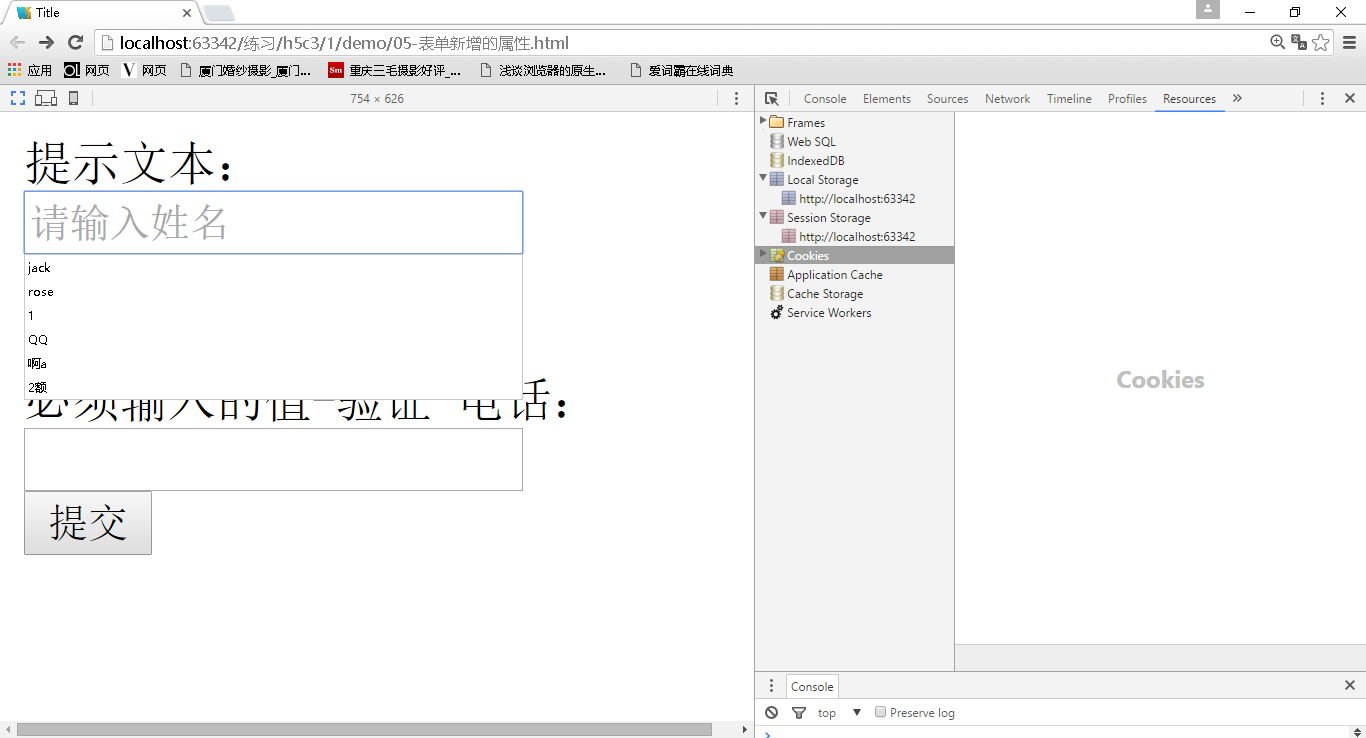 Title
localhost:63342/练习/h5c3/1/demo/05-表单新增的属性.html
应用 网页 网页 厦门婚纱摄影_厦门... 重庆三毛摄影好评_... 浅谈浏览器的原生... 爱词霸在线词典
754 × 626
Console Elements Sources Network Timeline Profiles Resources
提示文本：
请输入姓名
jack
rose
1
QQ
啊a
2额
必须输入的值-验证 电话：
提交
Frames
Web SQL
IndexedDB
Local Storage
http://localhost:63342
Session Storage
http://localhost:63342
Cookies
Application Cache
Cache Storage
Service Workers
Cookies
Console
top Preserve log